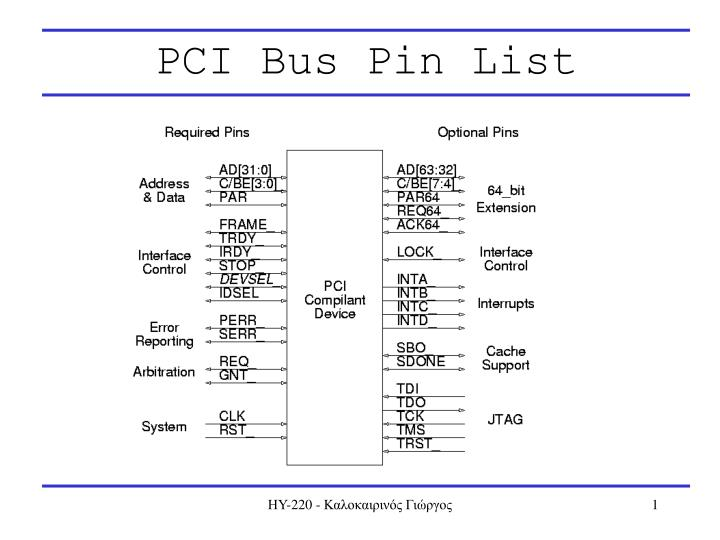 PCI Bus Pin List
Required Pins
Optional Pins
Address
& Data
AD[31:0]
C/BE[3:0]_
PAR
Interface
Control
FRAME_
TRDY_
IRDY_
STOP_
DEVSEL_
IDSEL
Error
Reporting
PERR_
SERR_
Arbitration
REQ_
GNT_
System
CLK
RST_
PCI
Compilant
Device
AD[63:32]
C/BE[7:4]_
PAR64
REQ64_
ACK64_
64_bit
Extension
LOCK_
Interface
Control
INTA_
INTB_
INTC_
INTD_
Interrupts
SBO_
SDONE
Cache
Support
TDI
TDO
TCK
TMS
TRST_
JTAG
HY-220 - Καλοκαιρινός Γιώργος
1